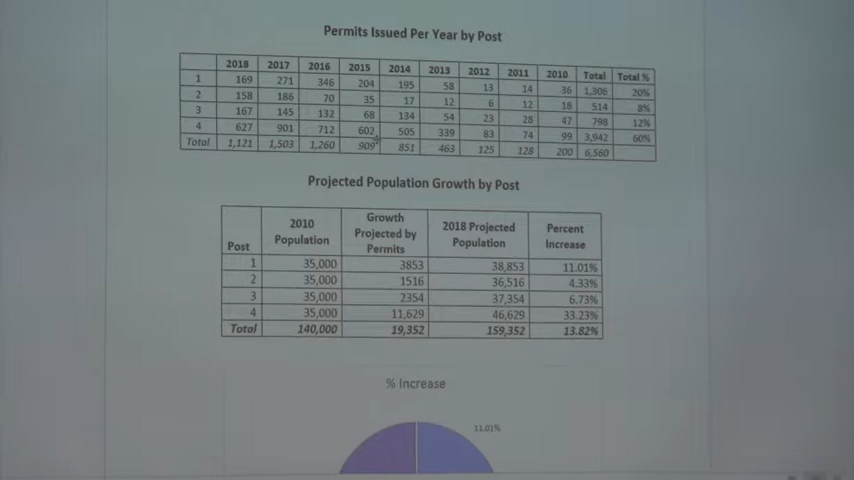 Permits Issued Per Year by Post
2018 2017 2016 2015 2014 2013 2012 2011 2010 Total Total %
1 169 271 346 204 195 58 13 14 36 1,306 20%
2 158 186 70 35 17 12 6 12 18 514 8%
3 167 145 132 68 134 54 23 28 47 798 12%
4 627 901 712 602 505 339 83 74 99 3,942 60%
Total 1,121 1,503 1,260 909 851 463 125 128 200 6,560
Projected Population Growth by Post
Post 2010 Population Growth Projected by Permits 2018 Projected Population Percent Increase
1 35,000 3853 38,853 11.01%
2 35,000 1516 36,516 4.33%
3 35,000 2354 37,354 6.73%
4 35,000 11,629 46,629 33.23%
Total 140,000 19,352 159,352 13.82%
% Increase
11.01%